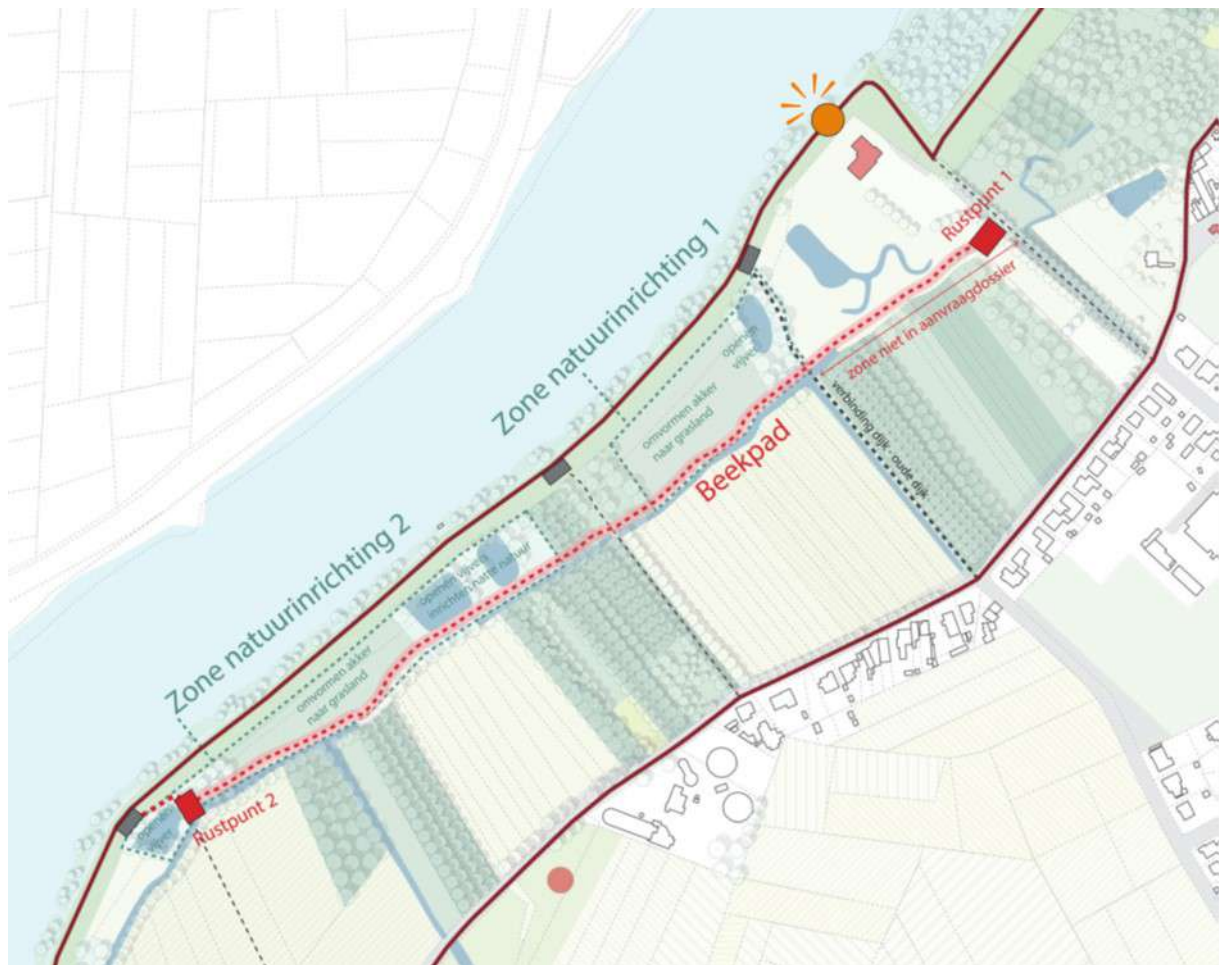 Rustpunt 1
Zone natuurinrichting 1
zone niet in aanvraagdossier
openen
vijver
omvormen akker
naar grasland
verbinding dijk - oude dijk
Beekpad
Zone natuurinrichting 2
openen vijvers
inrichten natte natuur
omvormen akker
naar grasland
openen
vijver
Rustpunt 2